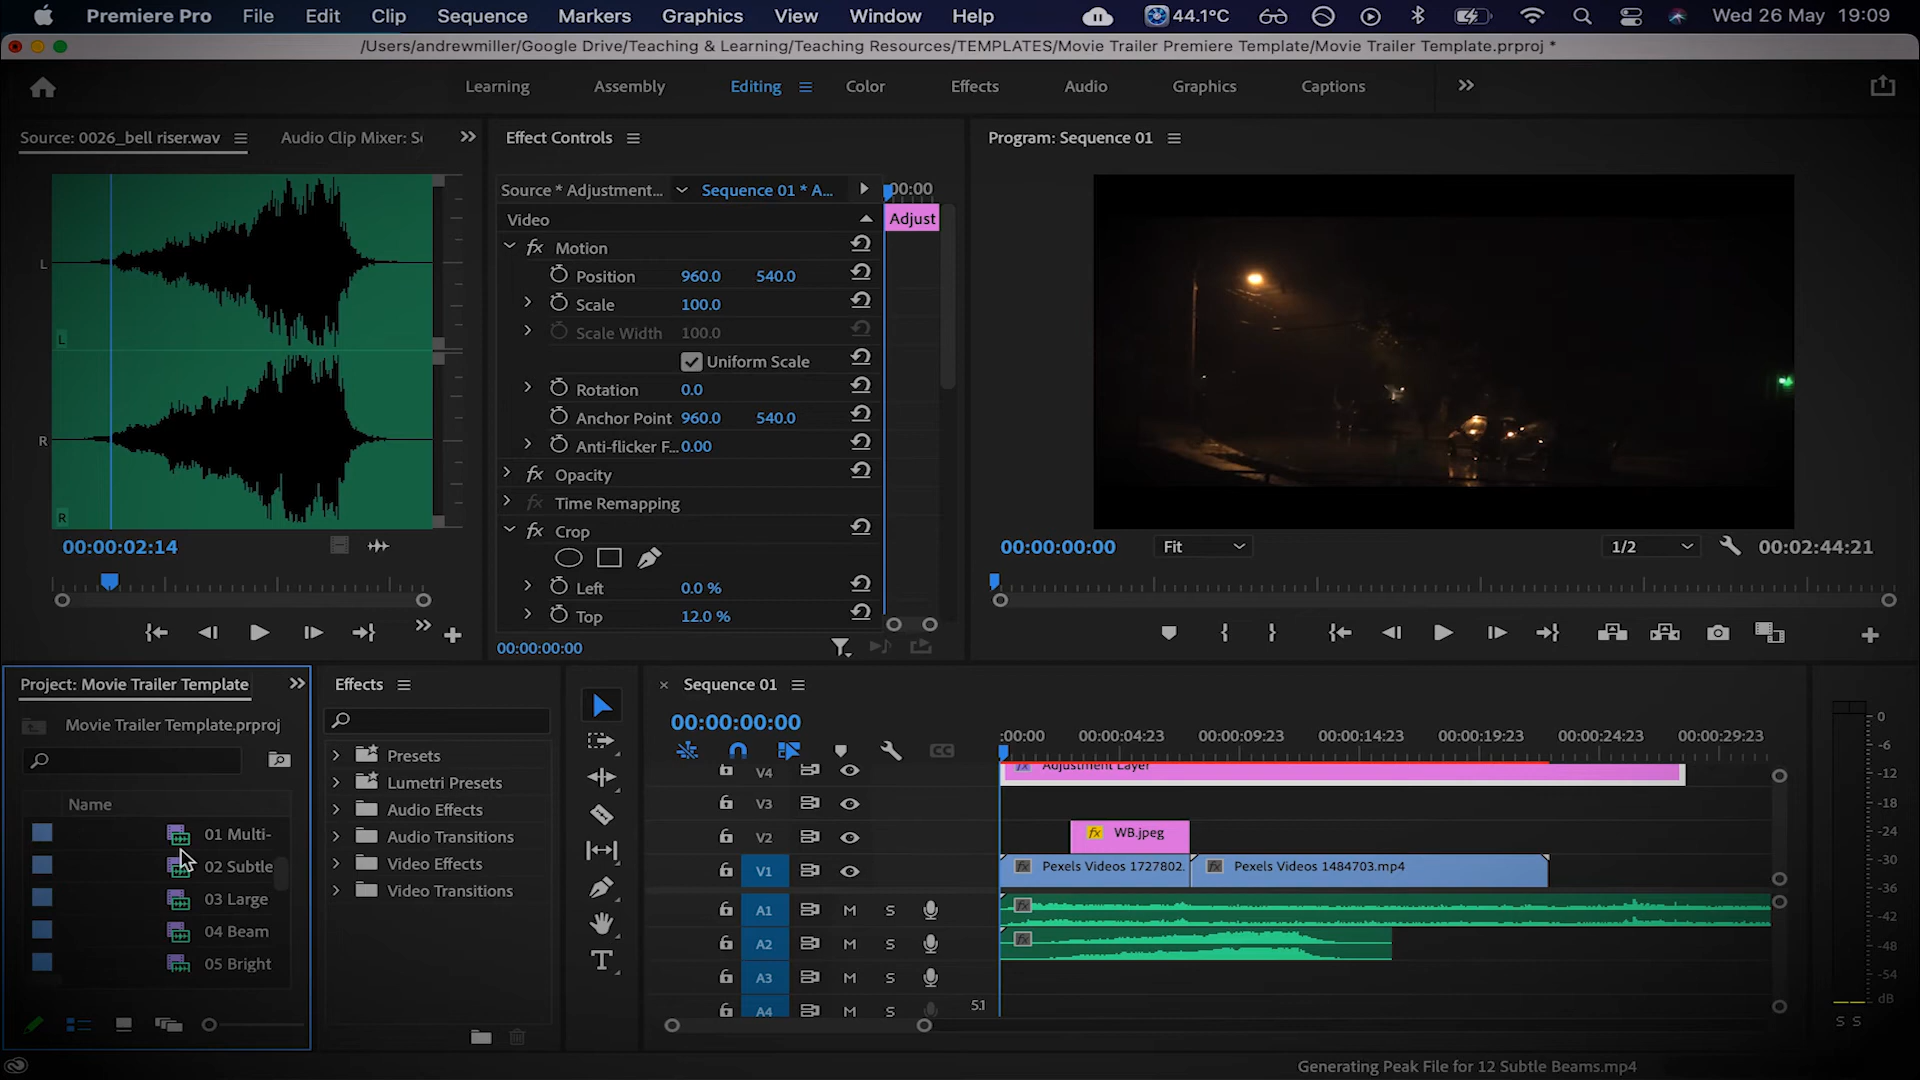 Premiere Pro File Edit Clip Sequence Markers Graphics View Window Help 44.1°C Wed 26 May 19:09
/Users/andrewmiller/Google Drive/Teaching & Learning/Teaching Resources/TEMPLATES/Movie Trailer Premiere Template/Movie Trailer Template.prproj *
Learning Assembly Editing Color Effects Audio Graphics Captions
Source: 0026_bell riser.wav Audio Clip Mixer: Se
L
L
R
R
00:00:02:14
Effect Controls
Source * Adjustment... Sequence 01 * A... :00:00
Video Adjust
fx Motion
Position 960.0 540.0
Scale 100.0
Scale Width 100.0
Uniform Scale
Rotation 0.0
Anchor Point 960.0 540.0
Anti-flicker F... 0.00
fx Opacity
fx Time Remapping
fx Crop
Left 0.0 %
Top 12.0 %
00:00:00:00
Program: Sequence 01
00:00:00:00 Fit 1/2 00:02:44:21
Project: Movie Trailer Template
Movie Trailer Template.prproj
Name
01 Multi-
02 Subtle
03 Large
04 Beam
05 Bright
Effects
Presets
Lumetri Presets
Audio Effects
Audio Transitions
Video Effects
Video Transitions
T
× Sequence 01
00:00:00:00
CC
:00:00 00:00:04:23 00:00:09:23 00:00:14:23 00:00:19:23 00:00:24:23 00:00:29:23
V4 Adjustment Layer
V3
V2 fx WB.jpeg
V1 fx Pexels Videos 1727802. fx Pexels Videos 1484703.mp4
A1 M S fx
A2 M S fx
A3 M S
A4 M S 5.1
0
-6
-12
-18
-24
-30
-36
-42
-48
-54
dB
S S
Generating Peak File for 12 Subtle Beams.mp4